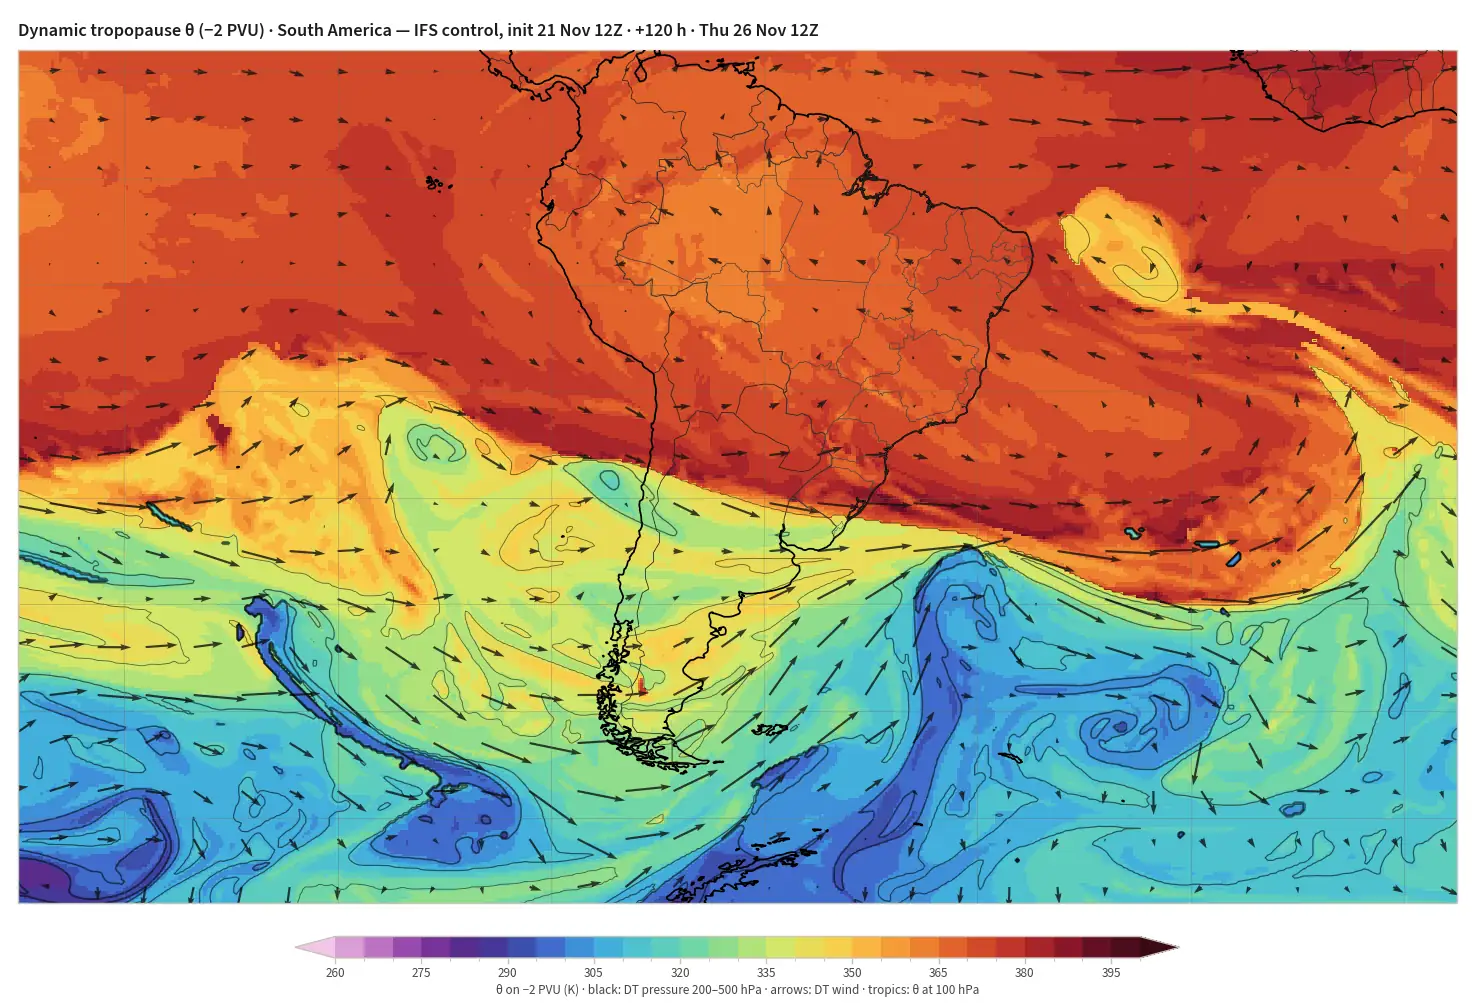 Dynamic tropopause θ (−2 PVU) · South America — IFS control, init 21 Nov 12Z · +120 h · Thu 26 Nov 12Z
260 275 290 305 320 335 350 365 380 395
θ on −2 PVU (K) · black: DT pressure 200–500 hPa · arrows: DT wind · tropics: θ at 100 hPa